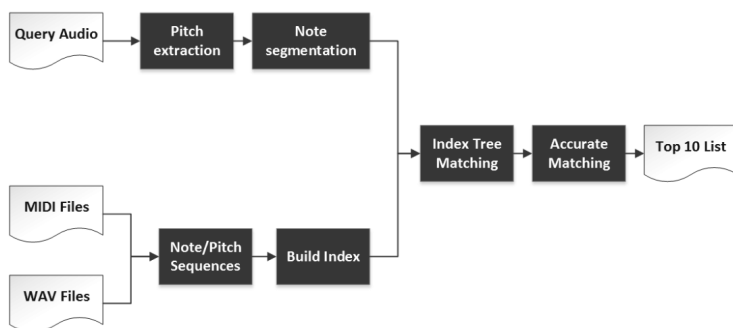 Query Audio
Pitch
extraction
Note
segmentation
Index Tree
Matching
Accurate
Matching
Top 10 List
MIDI Files
WAV Files
Note/Pitch
Sequences
Build Index